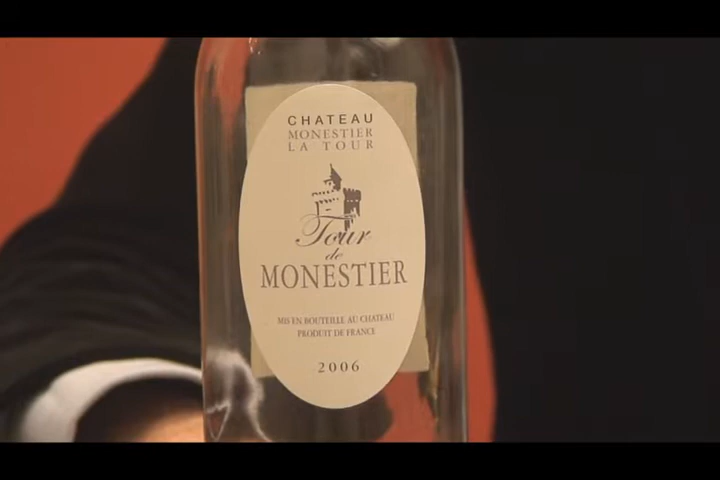 CHATEAU
MONESTIER
LA TOUR
Tour
de
MONESTIER
MIS EN BOUTEILLE AU CHATEAU
PRODUIT DE FRANCE
2006